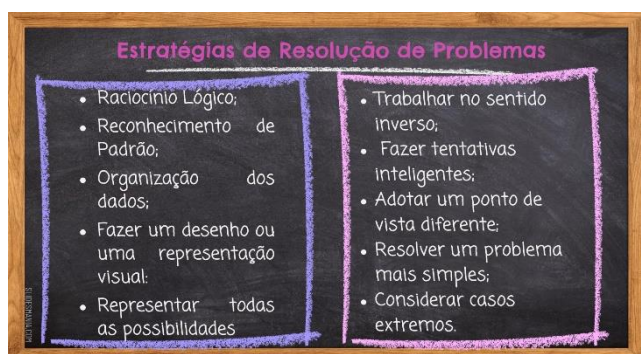 Estratégias de Resolução de Problemas
• Raciocínio Lógico;
• Reconhecimento de
Padrão;
• Organização dos
dados;
• Fazer um desenho ou
uma representação
visual:
• Representar todas
as possibilidades
• Trabalhar no sentido
inverso;
• Fazer tentativas
inteligentes;
• Adotar um ponto de
vista diferente;
• Resolver um problema
mais simples;
• Considerar casos
extremos.
SLIDESMANIA.COM